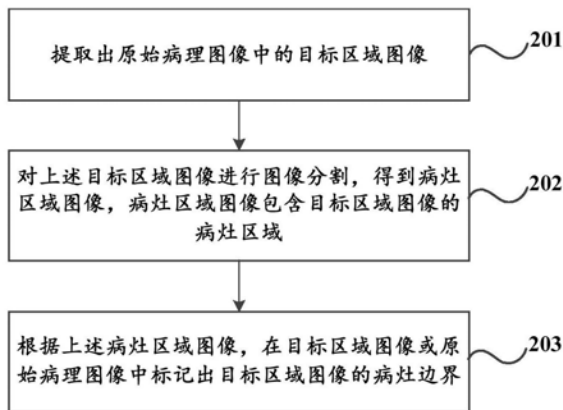 提取出原始病理图像中的目标区域图像
201
对上述目标区域图像进行图像分割，得到病灶
区域图像，病灶区域图像包含目标区域图像的
病灶区域
202
根据上述病灶区域图像，在目标区域图像或原
始病理图像中标记出目标区域图像的病灶边界
203